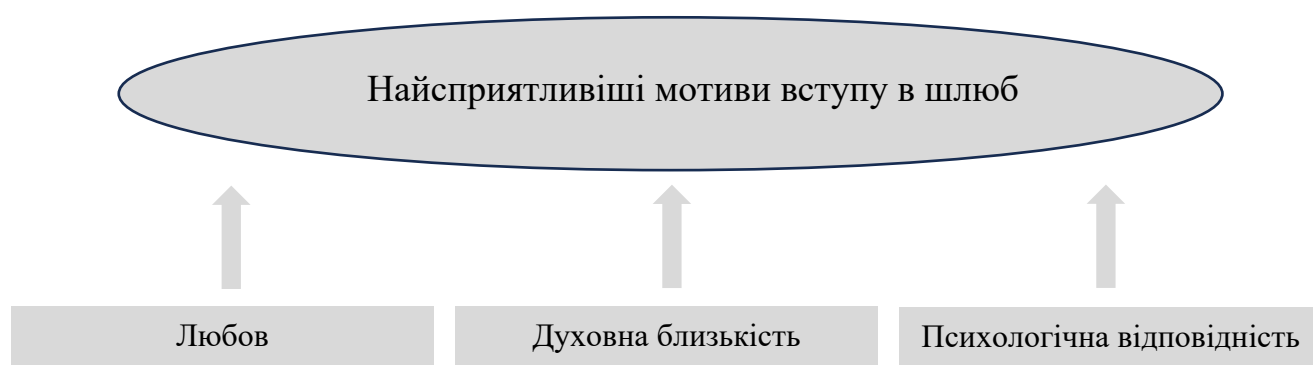 Найсприятливіші мотиви вступу в шлюб
Любов
Духовна близькість
Психологічна відповідність